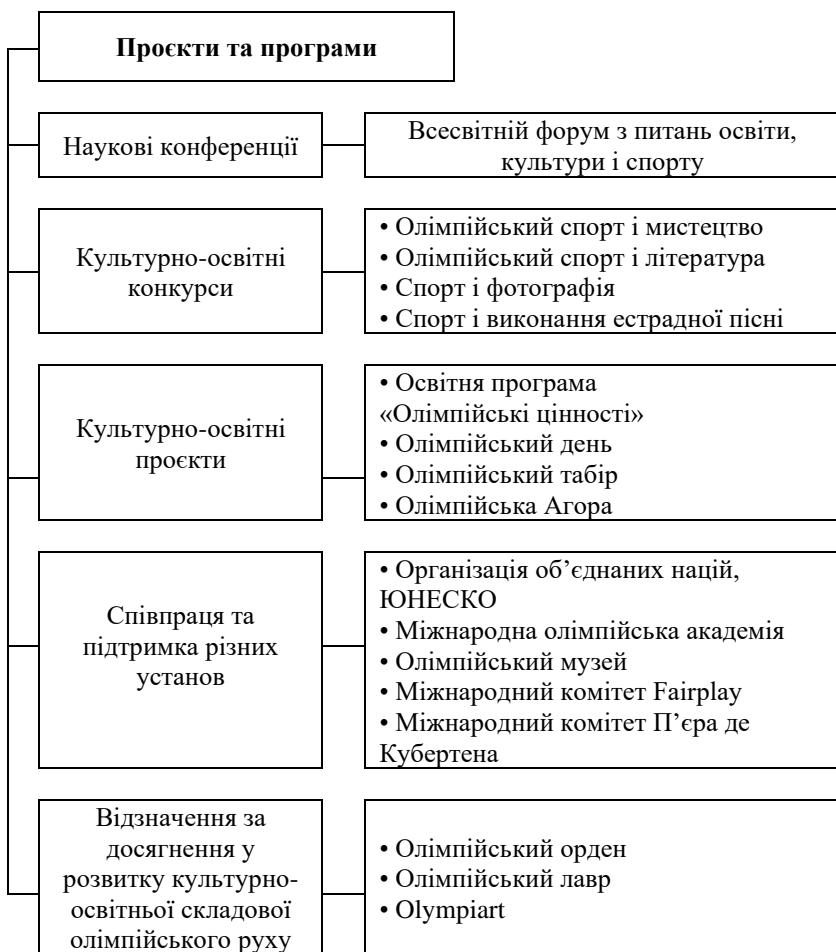 Проєкти та програми
Наукові конференції
Всесвітній форум з питань освіти,
культури і спорту
Культурно-освітні
конкурси
• Олімпійський спорт і мистецтво
• Олімпійський спорт і література
• Спорт і фотографія
• Спорт і виконання естрадної пісні
Культурно-освітні
проєкти
• Освітня програма
«Олімпійські цінності»
• Олімпійський день
• Олімпійський табір
• Олімпійська Агора
Співпраця та
підтримка різних
установ
• Організація об’єднаних націй,
ЮНЕСКО
• Міжнародна олімпійська академія
• Олімпійський музей
• Міжнародний комітет Fairplay
• Міжнародний комітет П’єра де
Кубертена
Відзначення за
досягнення у
розвитку культурно-
освітньої складової
олімпійського руху
• Олімпійський орден
• Олімпійський лавр
• Olympiart